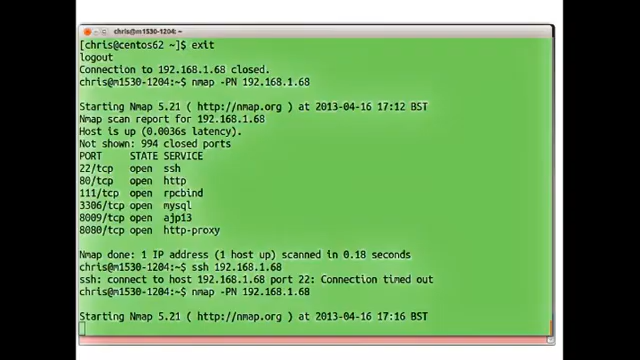 chris@m1530-1204: ~
[chris@centos62 ~]$ exit
logout
Connection to 192.168.1.68 closed.
chris@m1530-1204:~$ nmap -PN 192.168.1.68
Starting Nmap 5.21 ( http://nmap.org ) at 2013-04-16 17:12 BST
Nmap scan report for 192.168.1.68
Host is up (0.0036s latency).
Not shown: 994 closed ports
PORT STATE SERVICE
22/tcp open ssh
80/tcp open http
111/tcp open rpcbind
3306/tcp open mysql
8009/tcp open ajp13
8080/tcp open http-proxy
Nmap done: 1 IP address (1 host up) scanned in 0.18 seconds
chris@m1530-1204:~$ ssh 192.168.1.68
ssh: connect to host 192.168.1.68 port 22: Connection timed out
chris@m1530-1204:~$ nmap -PN 192.168.1.68
Starting Nmap 5.21 ( http://nmap.org ) at 2013-04-16 17:16 BST